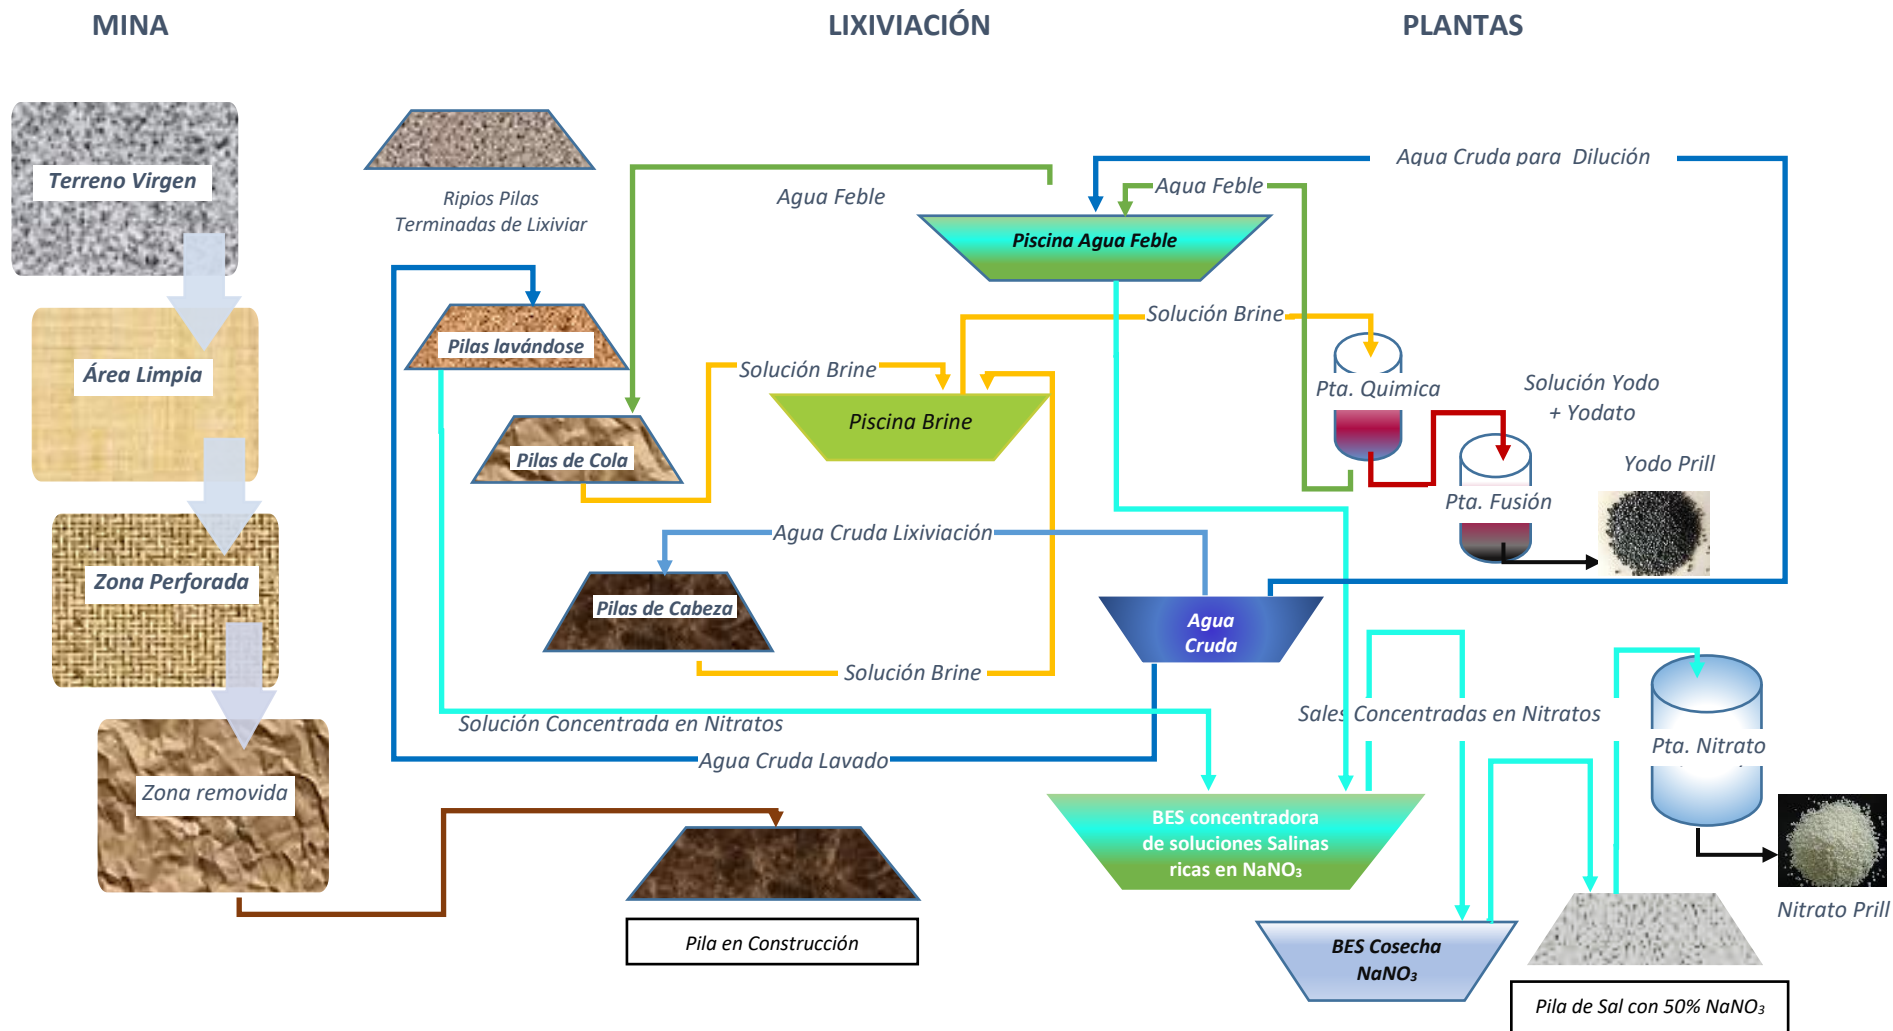 MINA
LIXIVIACIÓN
PLANTAS
Terreno Virgen
Área Limpia
Zona Perforada
Zona removida
Ripios Pilas
Terminadas de Lixiviar
Agua Feble
Agua Cruda para Dilución
Agua Feble
Piscina Agua Feble
Pilas lavándose
Solución Brine
Solución Brine
Piscina Brine
Pilas de Cola
Pta. Quimica
Solución Yodo
+ Yodato
Yodo Prill
Pta. Fusión
Agua Cruda Lixiviación
Pilas de Cabeza
Agua
Cruda
Solución Brine
Solución Concentrada en Nitratos
Sales Concentradas en Nitratos
Agua Cruda Lavado
Pta. Nitrato
BES concentradora
de soluciones Salinas
ricas en NaNO₃
Nitrato Prill
Pila en Construcción
BES Cosecha
NaNO₃
Pila de Sal con 50% NaNO₃